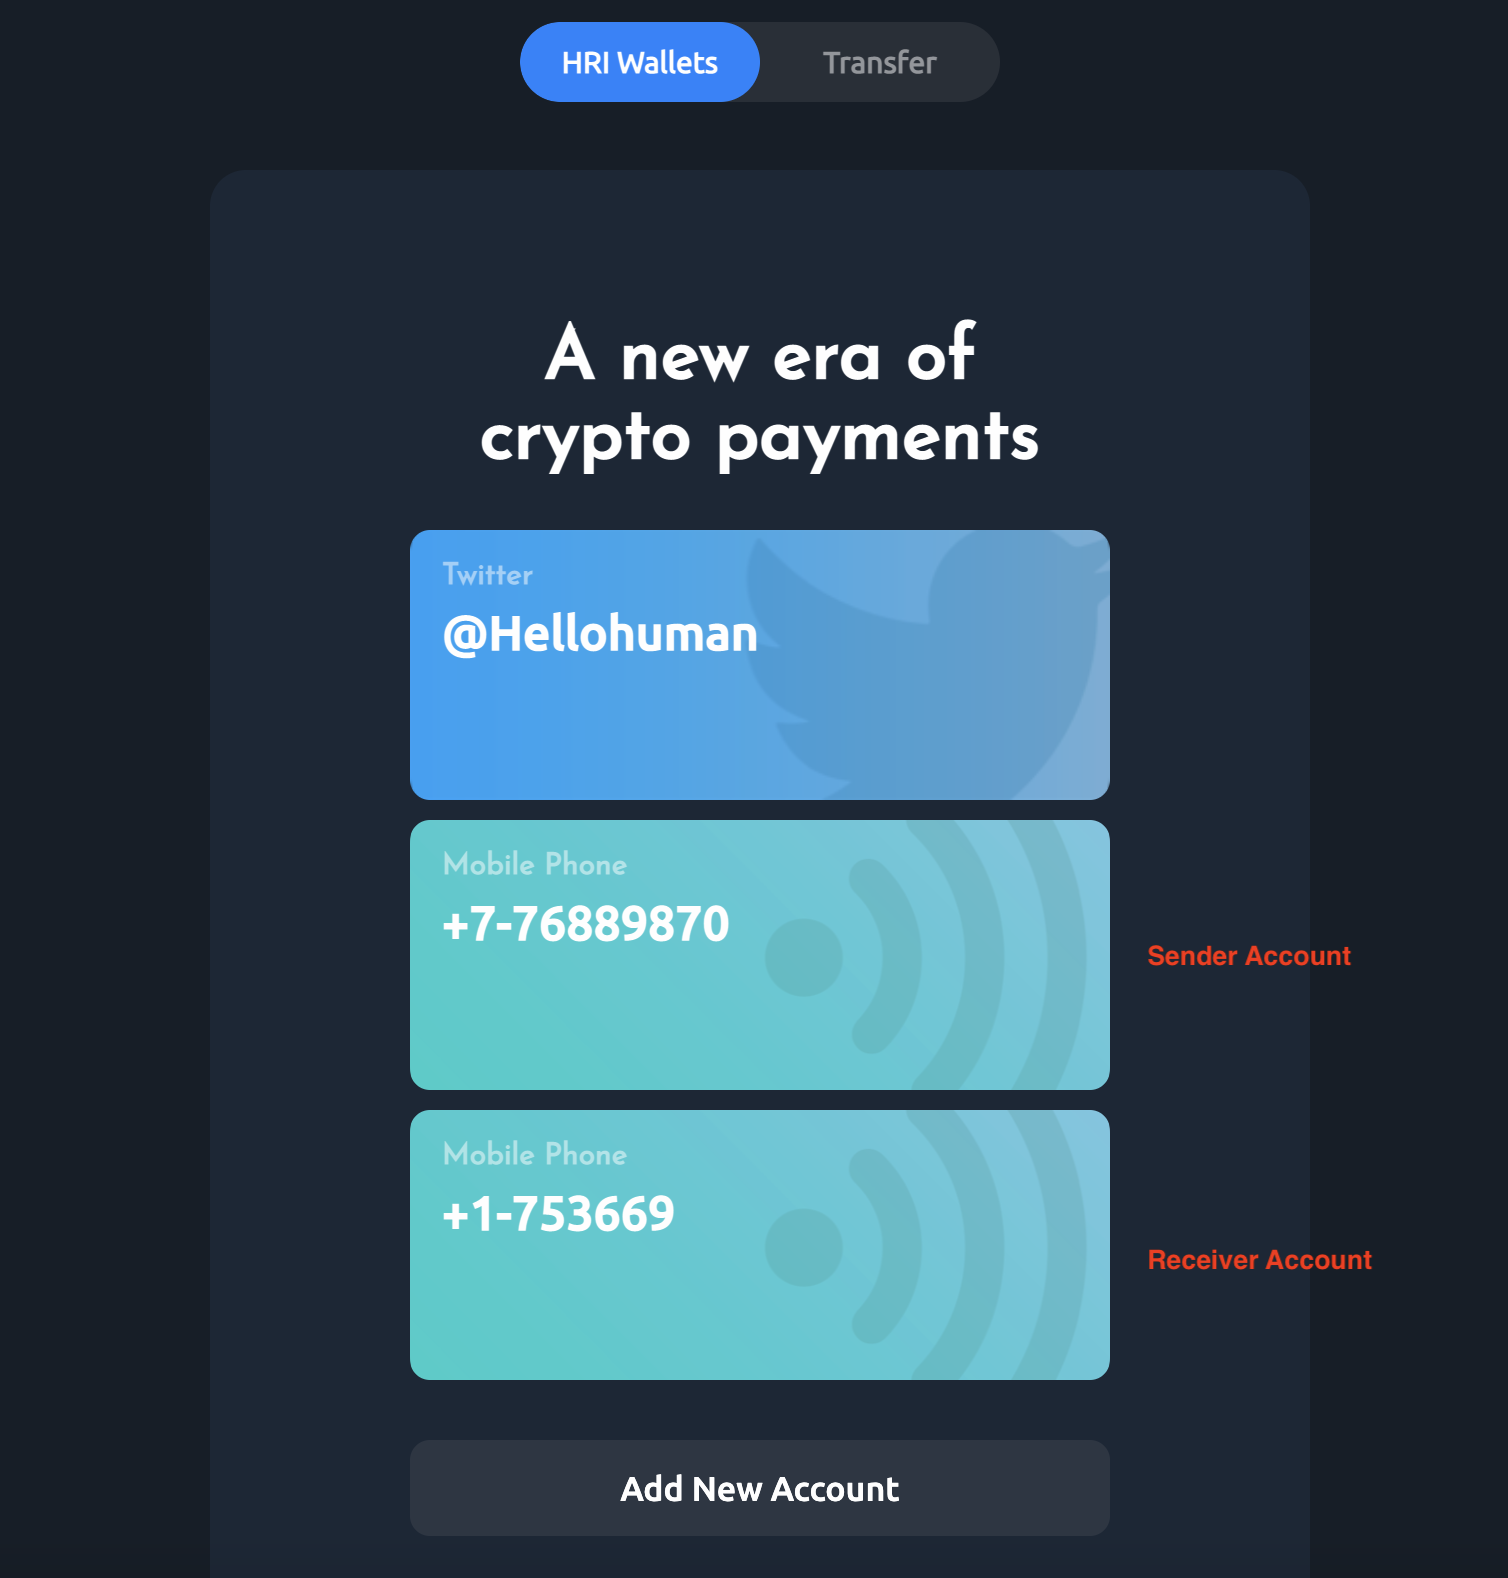 HRI Wallets
Transfer
A new era of
crypto payments
Twitter
@Hellohuman
Mobile Phone
+7-76889870
Sender Account
Mobile Phone
+1-753669
Receiver Account
Add New Account